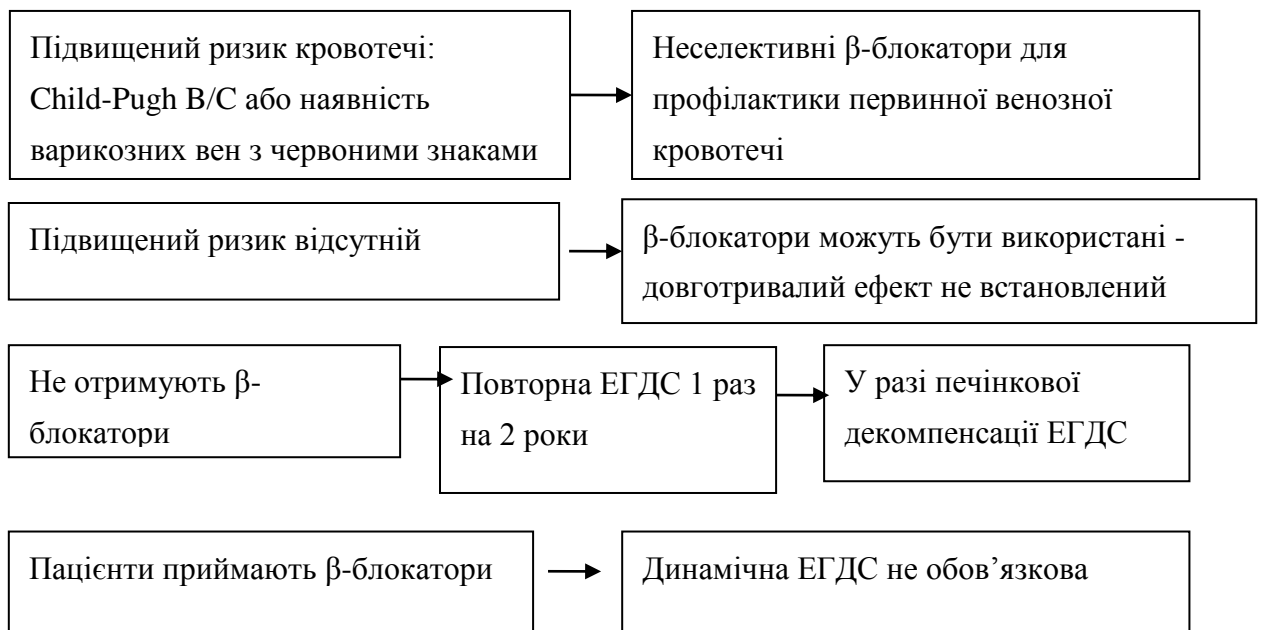 Підвищений ризик кровотечі:
Child-Pugh B/C або наявність
варикозних вен з червоними знаками
Неселективні β-блокатори для
профілактики первинної венозної
кровотечі
Підвищений ризик відсутній
β-блокатори можуть бути використані -
довготривалий ефект не встановлений
Не отримують β-
блокатори
Повторна ЕГДС 1 раз
на 2 роки
У разі печінкової
декомпенсації ЕГДС
Пацієнти приймають β-блокатори
Динамічна ЕГДС не обов’язкова